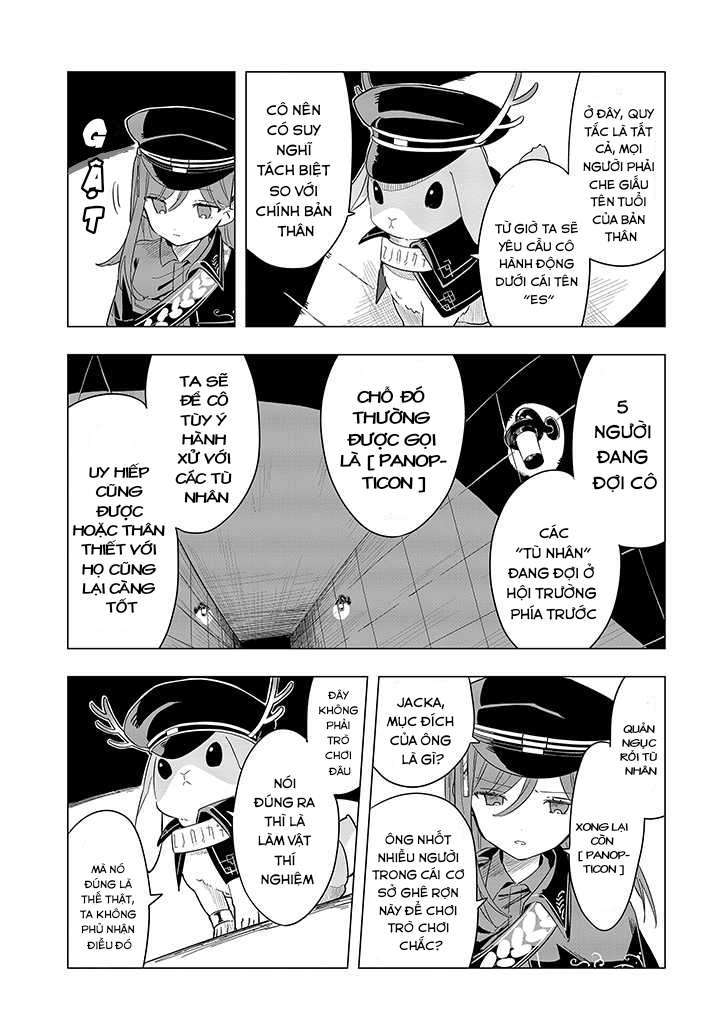 Ở ĐÂY, QUY
TẮC LÀ TẤT
CẢ, MỌI
NGƯỜI PHẢI
CHE GIẤU
TÊN TUỔI
CỦA BẢN
THÂN
TỪ GIỜ TA SẼ
YÊU CẦU CÔ
HÀNH ĐỘNG
DƯỚI CÁI TÊN
"ES"
CÔ NÊN
CÓ SUY
NGHĨ
TÁCH BIỆT
SO VỚI
CHÍNH BẢN
THÂN
GẬT
5
NGƯỜI ĐANG
ĐỢI CÔ
CÁC
"TÙ NHÂN"
ĐANG ĐỢI Ở
HỘI TRƯỜNG
PHÍA TRƯỚC
CHỖ ĐÓ
THƯỜNG
ĐƯỢC GỌI
LÀ [ PANOP-
TICON ]
TA SẼ
ĐỂ CÔ
TÙY Ý
HÀNH
XỬ VỚI
CÁC TÙ
NHÂN
UY HIẾP
CŨNG
ĐƯỢC
HOẶC THÂN
THIẾT VỚI
HỌ CŨNG
LẠI CÀNG
TỐT
QUẢN
NGỤC
RỒI TÙ
NHÂN
XONG LẠI
CÒN
[ PANOP-
TICON ]
JACKA,
MỤC ĐÍCH
CỦA ÔNG
LÀ GÌ?
ÔNG NHỐT
NHIỀU NGƯỜI
TRONG CÁI CƠ
SỞ GHÊ RỢN
NÀY ĐỂ CHƠI
TRÒ CHƠI
CHẮC?
ĐÂY
KHÔNG
PHẢI
TRÒ
CHƠI
ĐÂU
NÓI
ĐÚNG RA
THÌ LÀ
LÀM VẬT
THÍ
NGHIỆM
MÀ NÓ
ĐÚNG LÀ
THẾ THẬT,
TA KHÔNG
PHỦ NHẬN
ĐIỀU ĐÓ